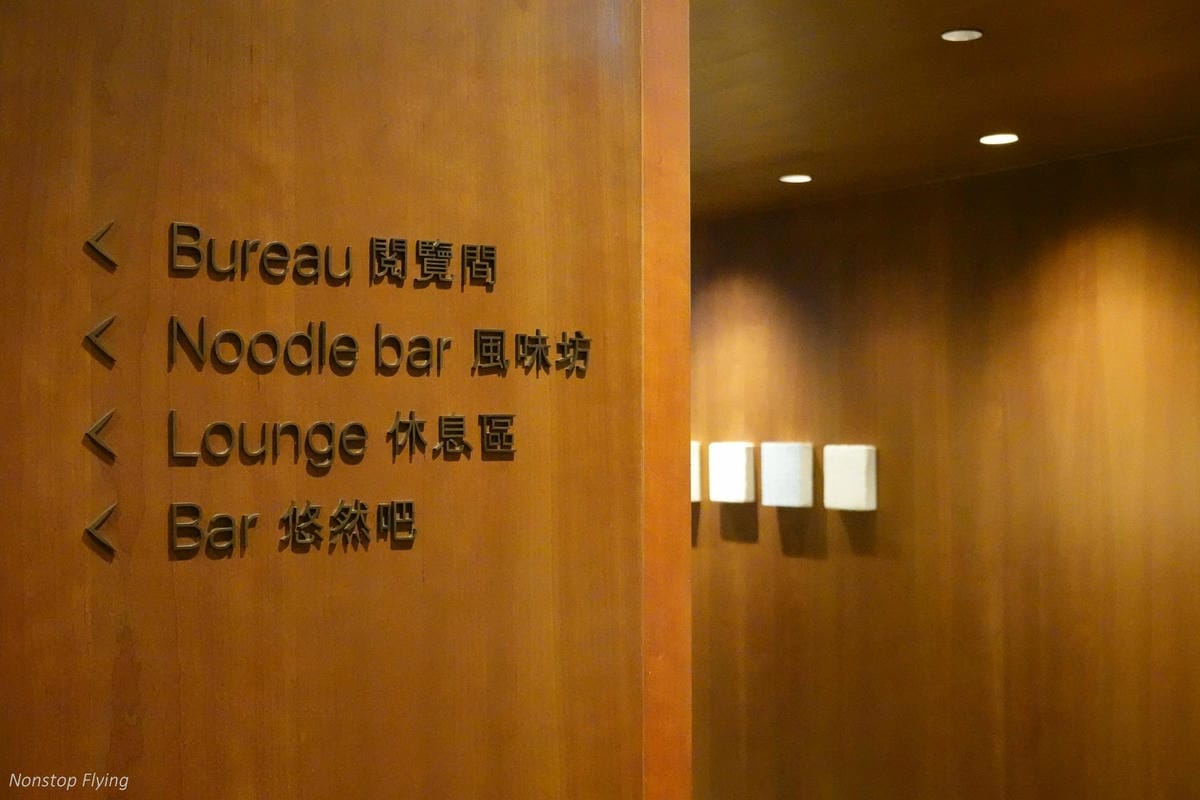 < Bureau 閱覽間
< Noodle bar 風味坊
< Lounge 休息區
< Bar 悠然吧
Nonstop Flying